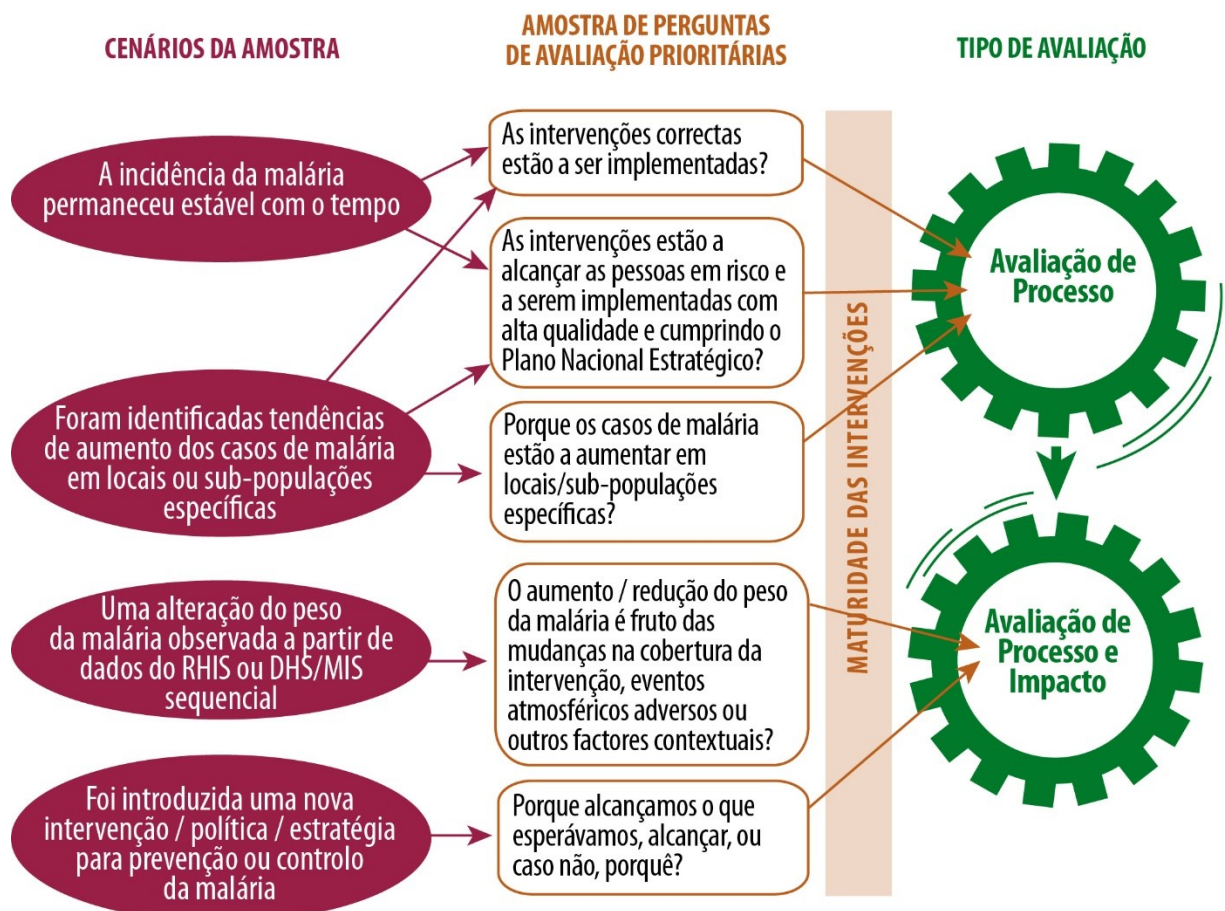 CENÁRIOS DA AMOSTRA
AMOSTRA DE PERGUNTAS
DE AVALIAÇÃO PRIORITÁRIAS
TIPO DE AVALIAÇÃO
A incidência da malária
permaneceu estável com o tempo
Foram identificadas tendências
de aumento dos casos de malária
em locais ou sub-populações
específicas
Uma alteração do peso
da malária observada a partir de
dados do RHIS ou DHS/MIS
sequencial
Foi introduzida uma nova
intervenção / política / estratégia
para prevenção ou controlo
da malária
As intervenções correctas
estão a ser implementadas?
As intervenções estão a
alcançar as pessoas em risco e
a serem implementadas com
alta qualidade e cumprindo o
Plano Nacional Estratégico?
Porque os casos de malária
estão a aumentar em
locais/sub-populações
específicas?
O aumento / redução do peso
da malária é fruto das
mudanças na cobertura da
intervenção, eventos
atmosféricos adversos ou
outros factores contextuais?
Porque alcançamos o que
esperávamos, alcançar, ou
caso não, porquê?
MATURIDADE DAS INTERVENÇÕES
Avaliação de
Processo
Avaliação de
Processo e
Impacto